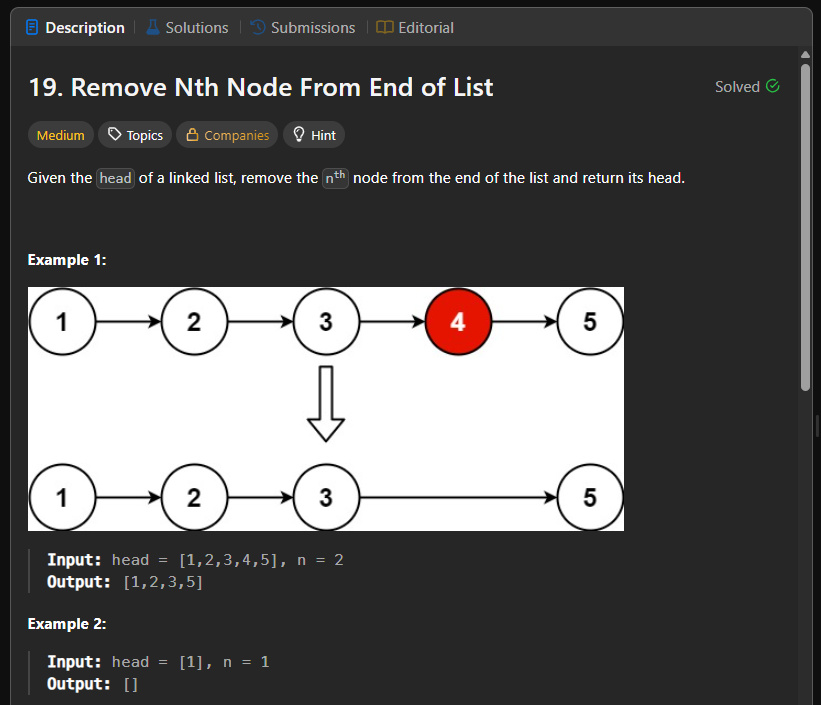 Description Solutions Submissions Editorial
19. Remove Nth Node From End of List Solved
Medium Topics Companies Hint
Given the head of a linked list, remove the nth node from the end of the list and return its head.
Example 1:
1 2 3 4 5
1 2 3 5
Input: head = [1,2,3,4,5], n = 2
Output: [1,2,3,5]
Example 2:
Input: head = [1], n = 1
Output: []